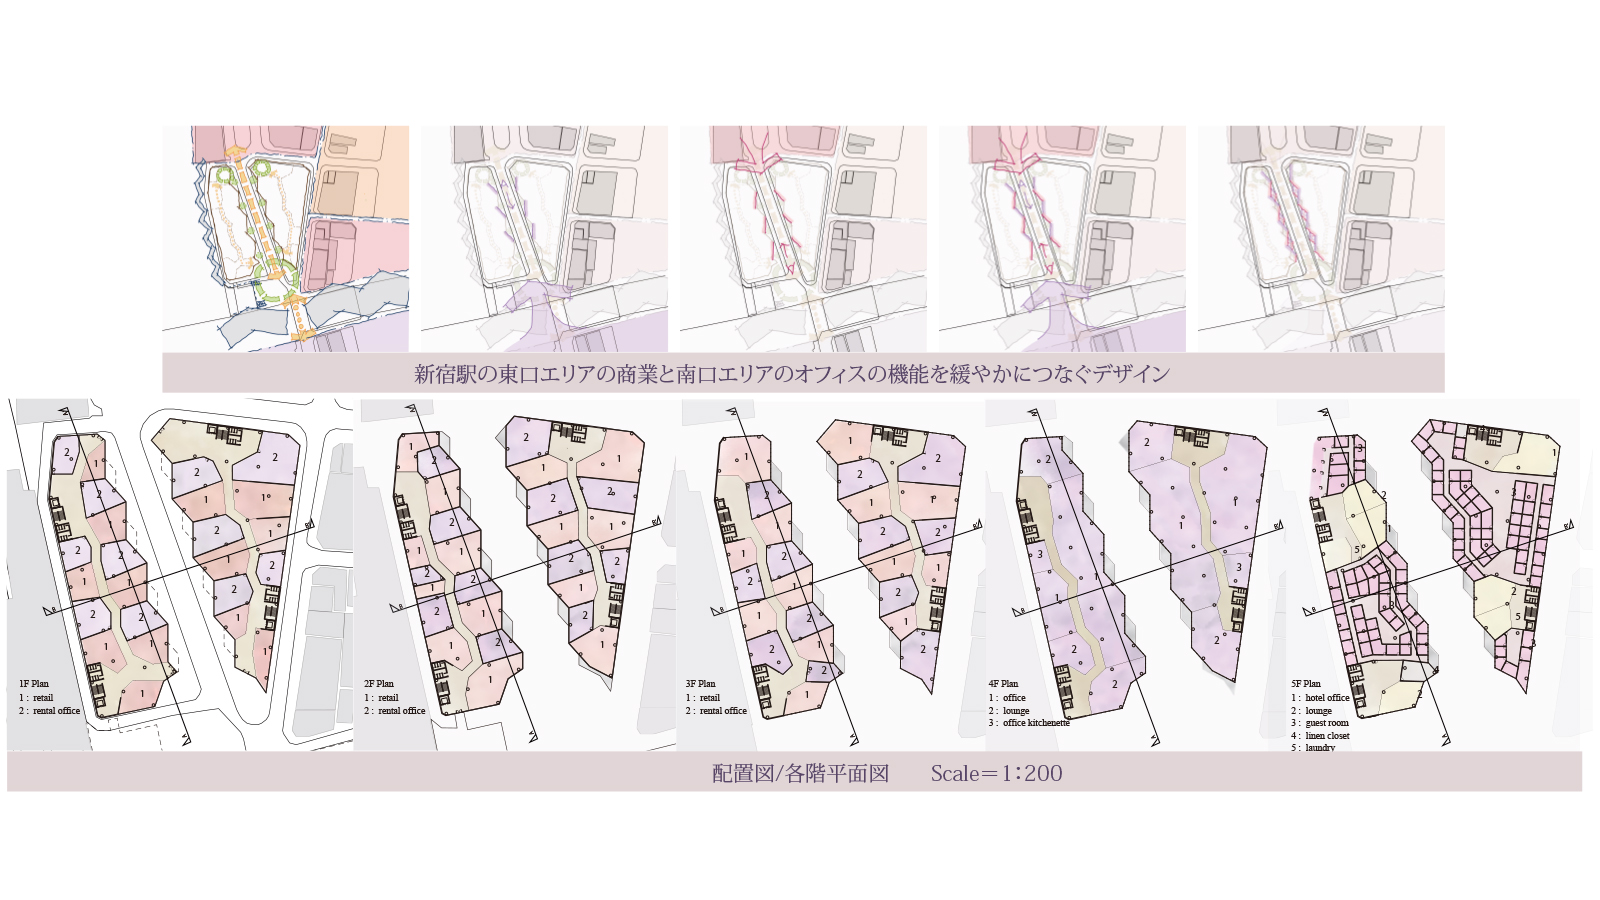 新宿駅の東口エリアの商業と南口エリアのオフィスの機能を緩やかにつなぐデザイン
1F Plan
1 : retail
2 : rental office
2F Plan
1 : retail
2 : rental office
3F Plan
1 : retail
2 : rental office
4F Plan
1 : office
2 : lounge
3 : office kitchenette
5F Plan
1 : hotel office
2 : lounge
3 : guest room
4 : linen closet
5 : laundry
配置図/各階平面図 Scale=1:200